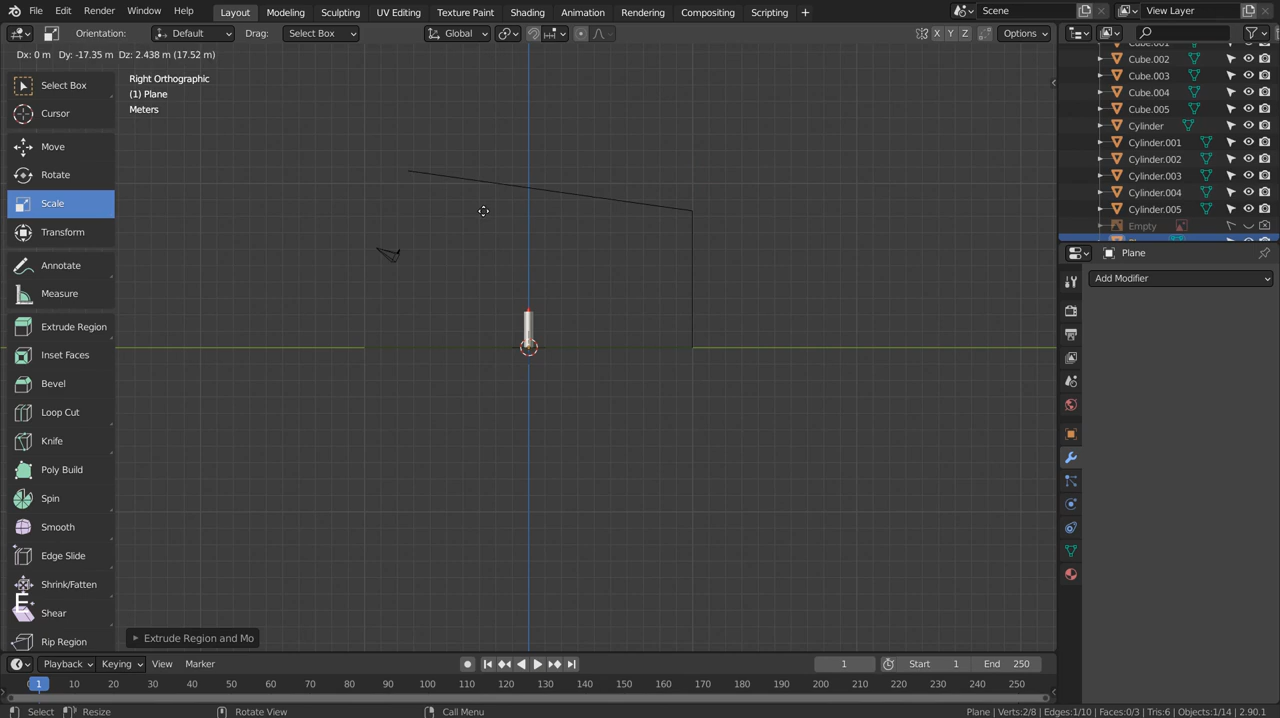 File Edit Render Window Help Layout Modeling Sculpting UV Editing Texture Paint Shading Animation Rendering Compositing Scripting + Scene View Layer
Orientation: Default Drag: Select Box Global X Y Z Options
Dx: 0 m Dy: -17.35 m Dz: 2.438 m (17.52 m)
Right Orthographic
(1) Plane
Meters
Select Box
Cursor
Move
Rotate
Scale
Transform
Annotate
Measure
Extrude Region
Inset Faces
Bevel
Loop Cut
Knife
Poly Build
Spin
Smooth
Edge Slide
Shrink/Fatten
Shear
Rip Region
E
Extrude Region and Mo
Cube.001
Cube.002
Cube.003
Cube.004
Cube.005
Cylinder
Cylinder.001
Cylinder.002
Cylinder.003
Cylinder.004
Cylinder.005
Empty
Plane
Add Modifier
Playback Keying View Marker 1 Start 1 End 250
1 10 20 30 40 50 60 70 80 90 100 110 120 130 140 150 160 170 180 190 200 210 220 230 240 250
Select Resize Rotate View Call Menu Plane | Verts:2/8 | Edges:1/10 | Faces:0/3 | Tris:6 | Objects:1/14 | 2.90.1